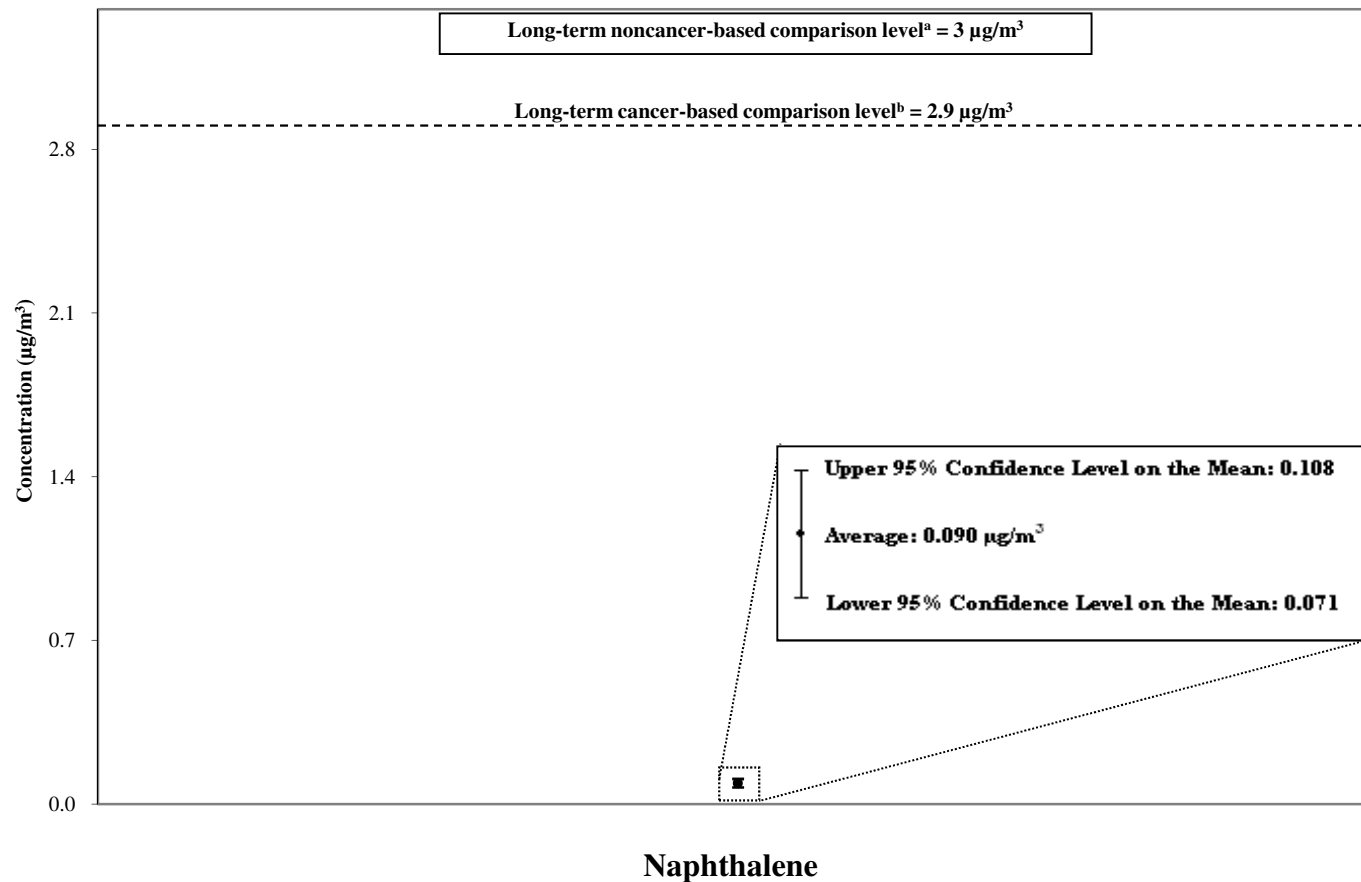 Long-term noncancer-based comparison levelᵃ = 3 µg/m³
Long-term cancer-based comparison levelᵇ = 2.9 µg/m³
2.8
2.1
1.4
0.7
0.0
Concentration (µg/m³)
Upper 95% Confidence Level on the Mean: 0.108
Average: 0.090 µg/m³
Lower 95% Confidence Level on the Mean: 0.071
Naphthalene